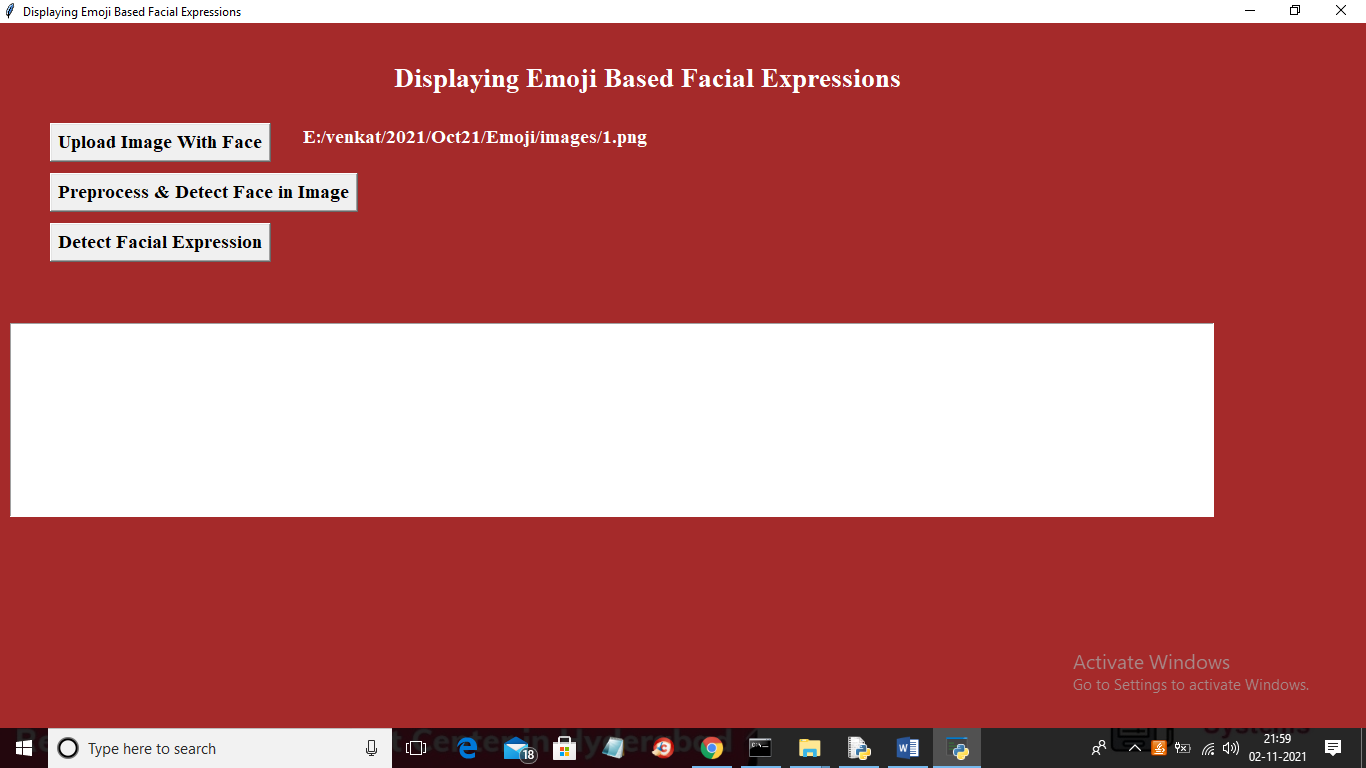 Displaying Emoji Based Facial Expressions
Displaying Emoji Based Facial Expressions
Upload Image With Face
E:/venkat/2021/Oct21/Emoji/images/1.png
Preprocess & Detect Face in Image
Detect Facial Expression
Activate Windows
Go to Settings to activate Windows.
Type here to search
18
21:59
02-11-2021